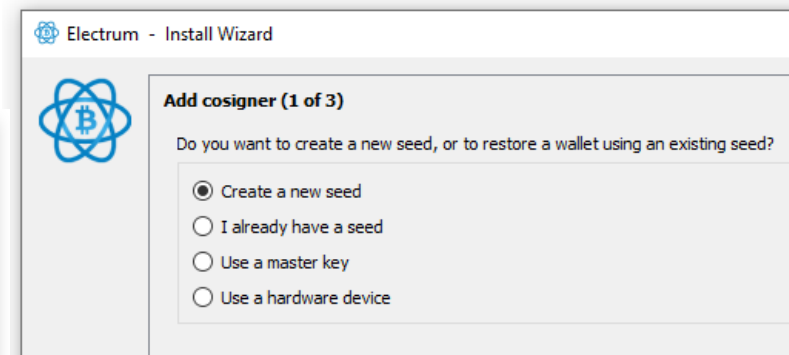 Electrum - Install Wizard
Add cosigner (1 of 3)
Do you want to create a new seed, or to restore a wallet using an existing seed?
Create a new seed
I already have a seed
Use a master key
Use a hardware device